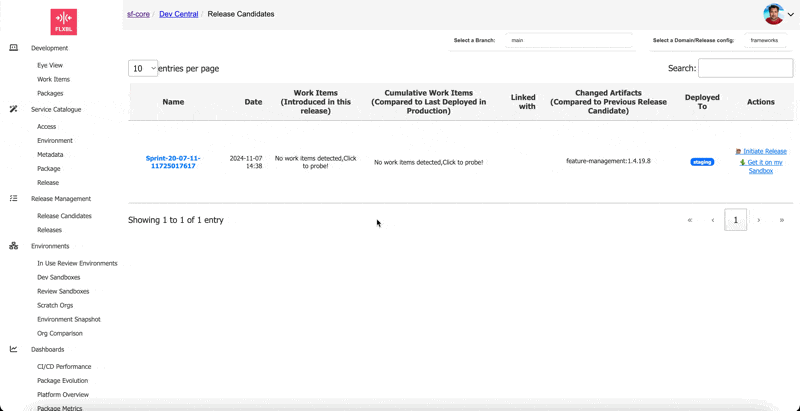 FLXBL
Development
Eye View
Work Items
Packages
Service Catalogue
Access
Environment
Metadata
Package
Release
Release Management
Release Candidates
Releases
Environments
In Use Review Environments
Dev Sandboxes
Review Sandboxes
Scratch Orgs
Environment Snapshot
Org Comparison
Dashboards
CI/CD Performance
Package Evolution
Platform Overview
Package Metrics
sf-core / Dev Central / Release Candidates
Select a Branch: main
Select a Domain/Release config: frameworks
10 entries per page
Search:
Name
Date
Work Items
(Introduced in this
release)
Cumulative Work Items
(Compared to Last Deployed in
Production)
Linked
with
Changed Artifacts
(Compared to Previous Release
Candidate)
Deployed
To
Actions
Sprint-20-07-11-
11725017617
2024-11-07
14:38
No work items detected,Click
to probe!
No work items detected,Click to probe!
feature-management:1.4.19.8
staging
Initiate Release
Get it on my
Sandbox
Showing 1 to 1 of 1 entry
« ‹ 1 › »